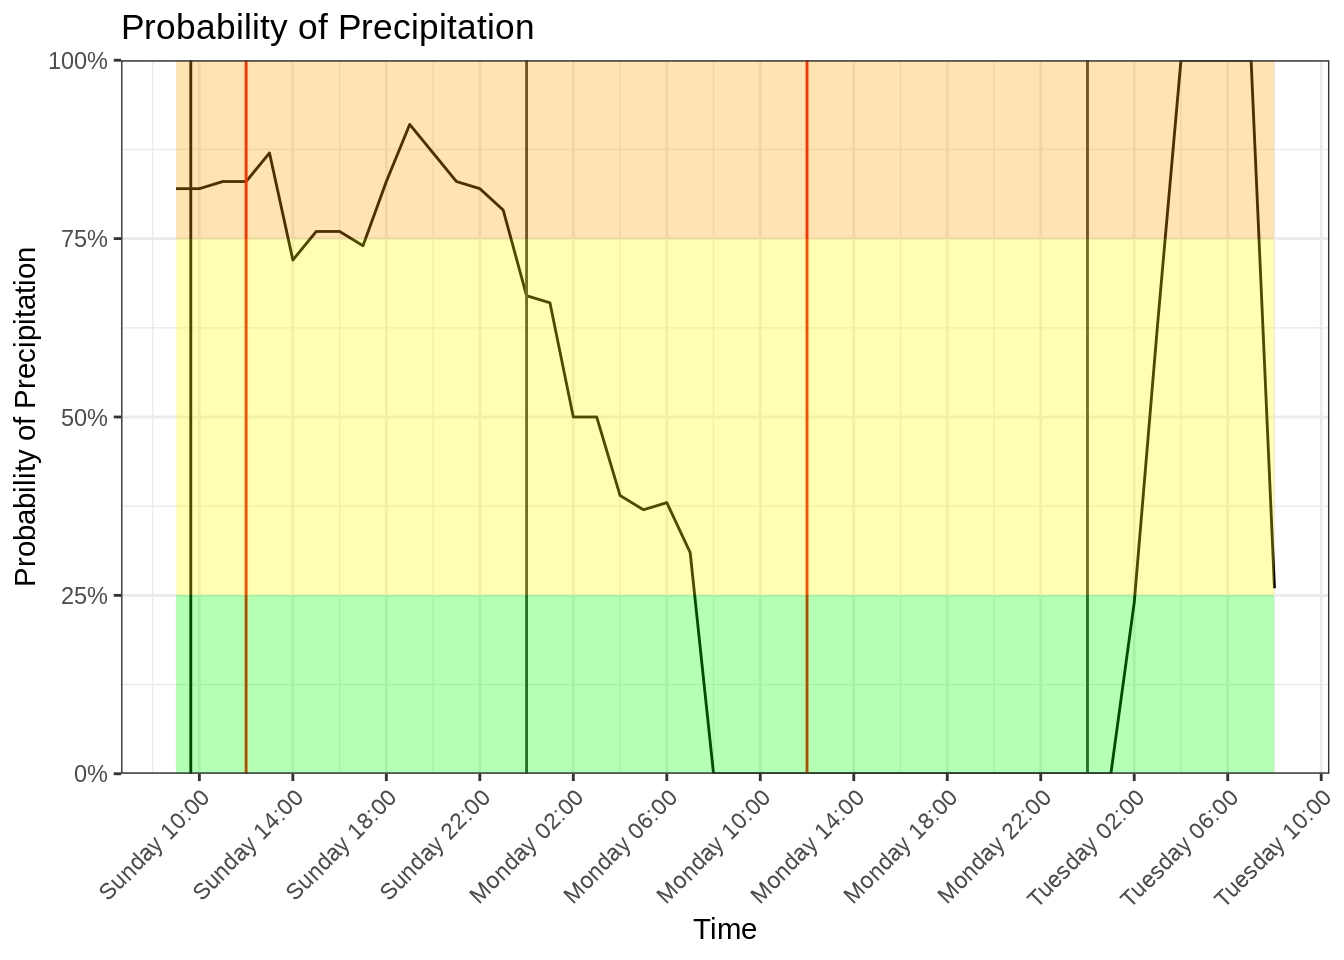 Probability of Precipitation
Probability of Precipitation
100%
75%
50%
25%
0%
Sunday 10:00
Sunday 14:00
Sunday 18:00
Sunday 22:00
Monday 02:00
Monday 06:00
Monday 10:00
Monday 14:00
Monday 18:00
Monday 22:00
Tuesday 02:00
Tuesday 06:00
Tuesday 10:00
Time